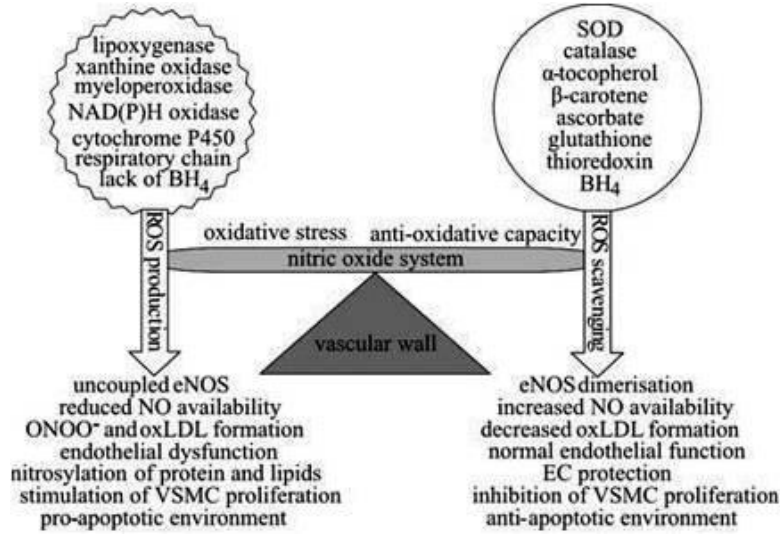 lipoxygenase
xanthine oxidase
myeloperoxidase
NAD(P)H oxidase
cytochrome P450
respiratory chain
lack of BH4
SOD
catalase
α-tocopherol
β-carotene
ascorbate
glutathione
thioredoxin
BH4
ROS production
oxidative stress
anti-oxidative capacity
nitric oxide system
vascular wall
ROS scavenging
uncoupled eNOS
reduced NO availability
ONOO⁻ and oxLDL formation
endothelial dysfunction
nitrosylation of protein and lipids
stimulation of VSMC proliferation
pro-apoptotic environment
eNOS dimerisation
increased NO availability
decreased oxLDL formation
normal endothelial function
EC protection
inhibition of VSMC proliferation
anti-apoptotic environment